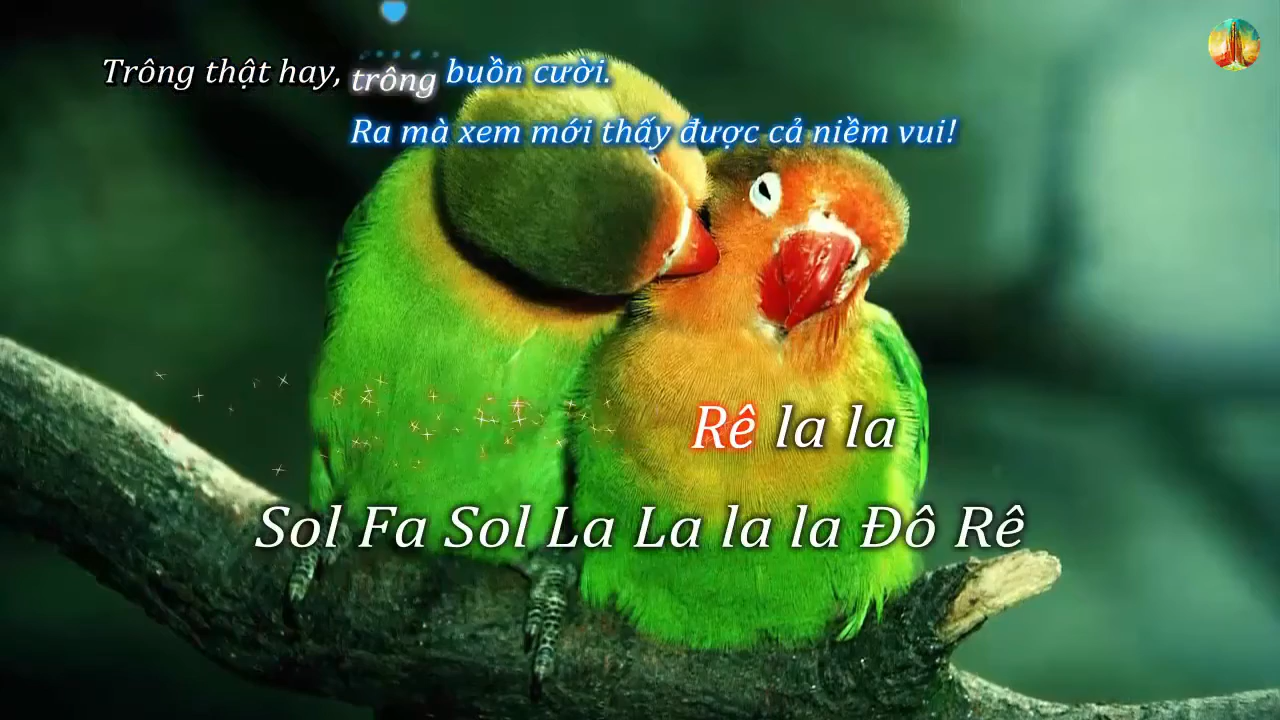 Trông thật hay, trông buồn cười.
Ra mà xem mới thấy được cả niềm vui!
Rê la la
Sol Fa Sol La La la la Đô Rê